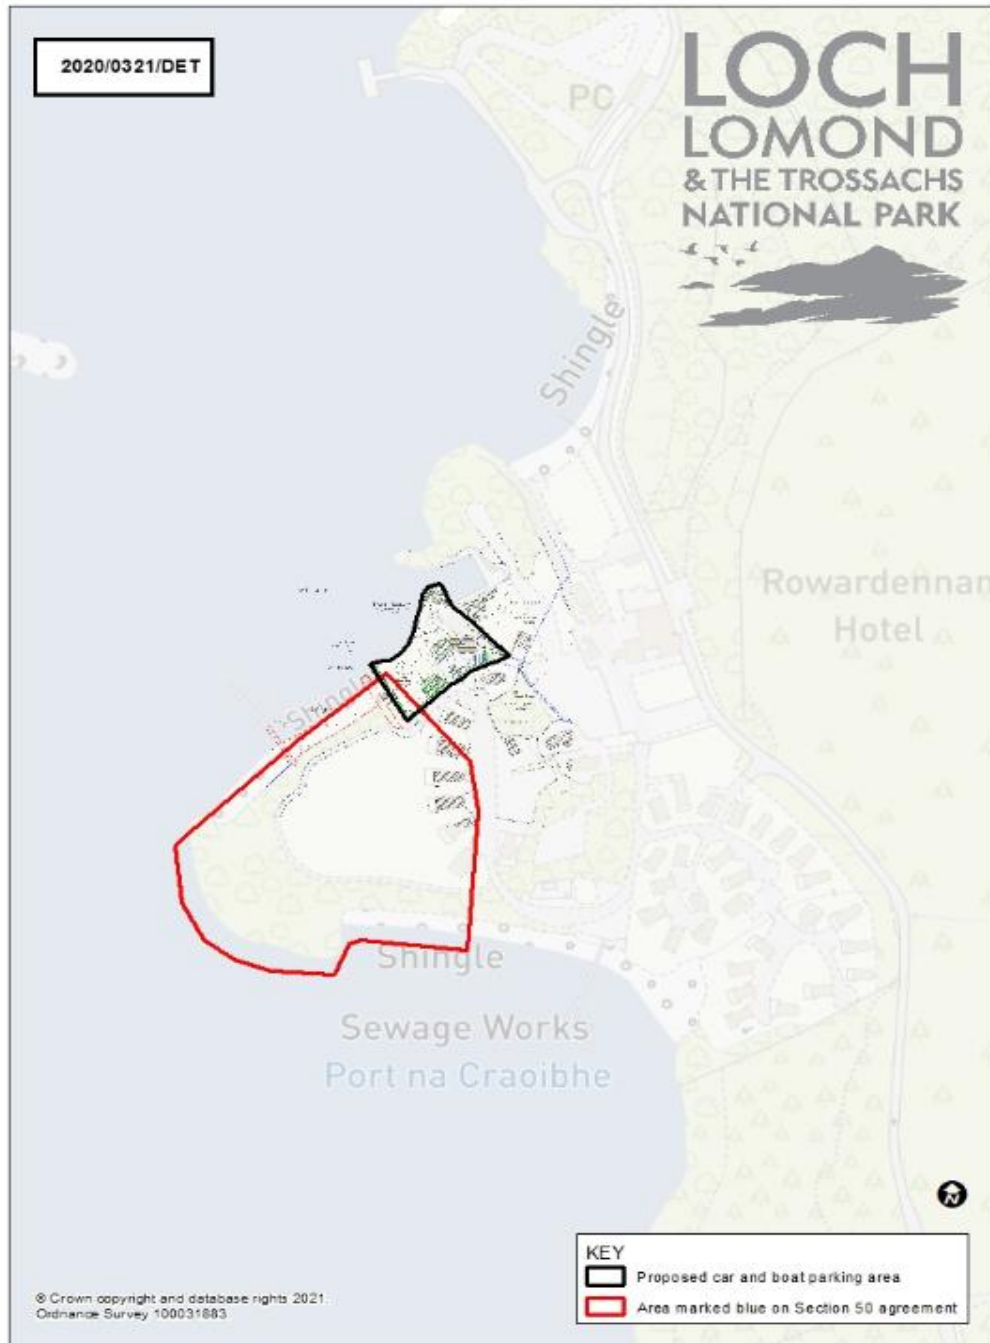 2020/0321/DET
LOCH
LOMOND
& THE TROSSACHS
NATIONAL PARK
PC
Shingle
Rowardennan
Hotel
Shingle
Shingle
Sewage Works
Port na Craoibhe
N
KEY
Proposed car and boat parking area
Area marked blue on Section 50 agreement
© Crown copyright and database rights 2021
Ordnance Survey 100031883